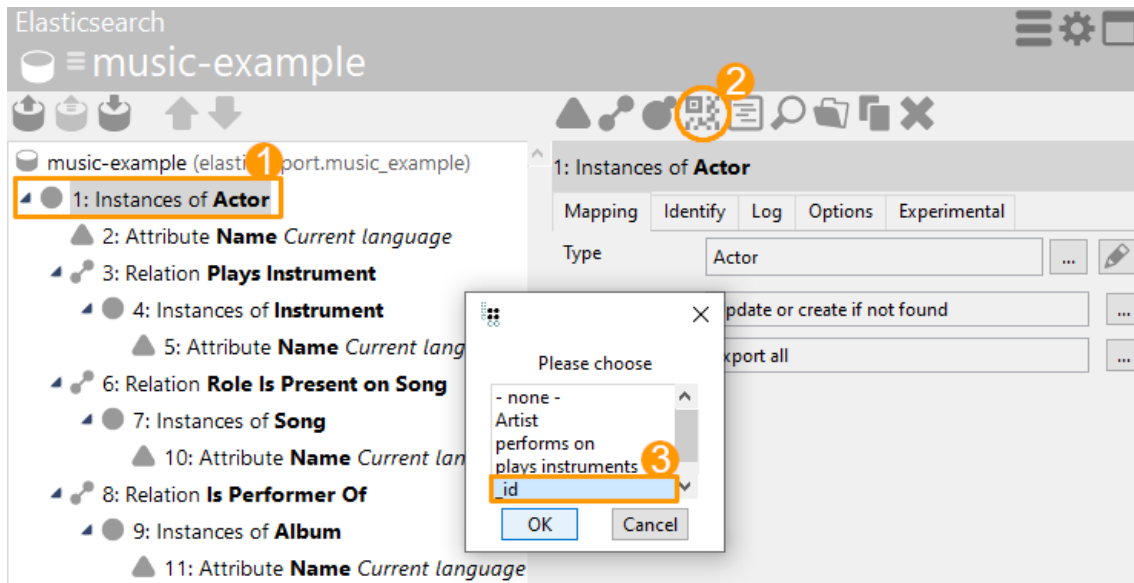 Elasticsearch
music-example
2
music-example (elasti port.music_example)
1
1: Instances of Actor
2: Attribute Name Current language
3: Relation Plays Instrument
4: Instances of Instrument
5: Attribute Name Current lang
6: Relation Role Is Present on Song
7: Instances of Song
10: Attribute Name Current lan
8: Relation Is Performer Of
9: Instances of Album
11: Attribute Name Current language
1: Instances of Actor
Mapping Identify Log Options Experimental
Type Actor ...
pdate or create if not found ...
xport all ...
Please choose
- none -
Artist
performs on
plays instruments
3
_id
OK Cancel